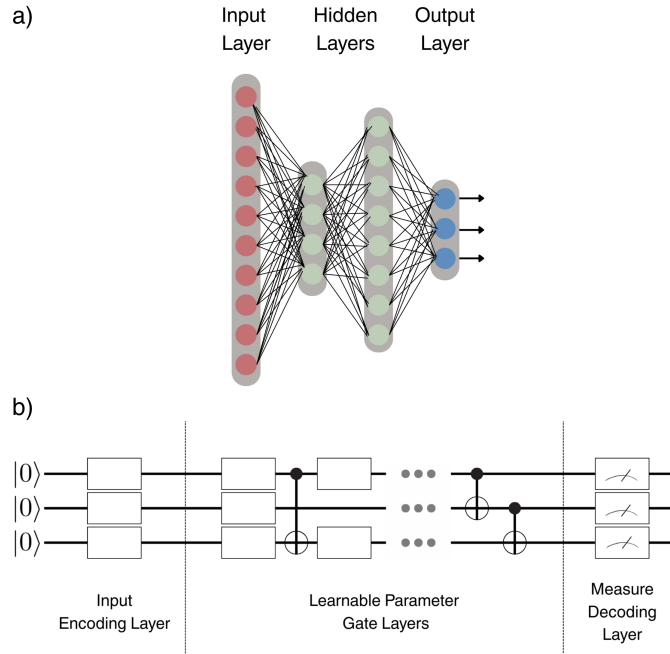 a)
Input
Layer
Hidden
Layers
Output
Layer
b)
|0⟩
|0⟩
|0⟩
Input
Encoding Layer
Learnable Parameter
Gate Layers
Measure
Decoding
Layer